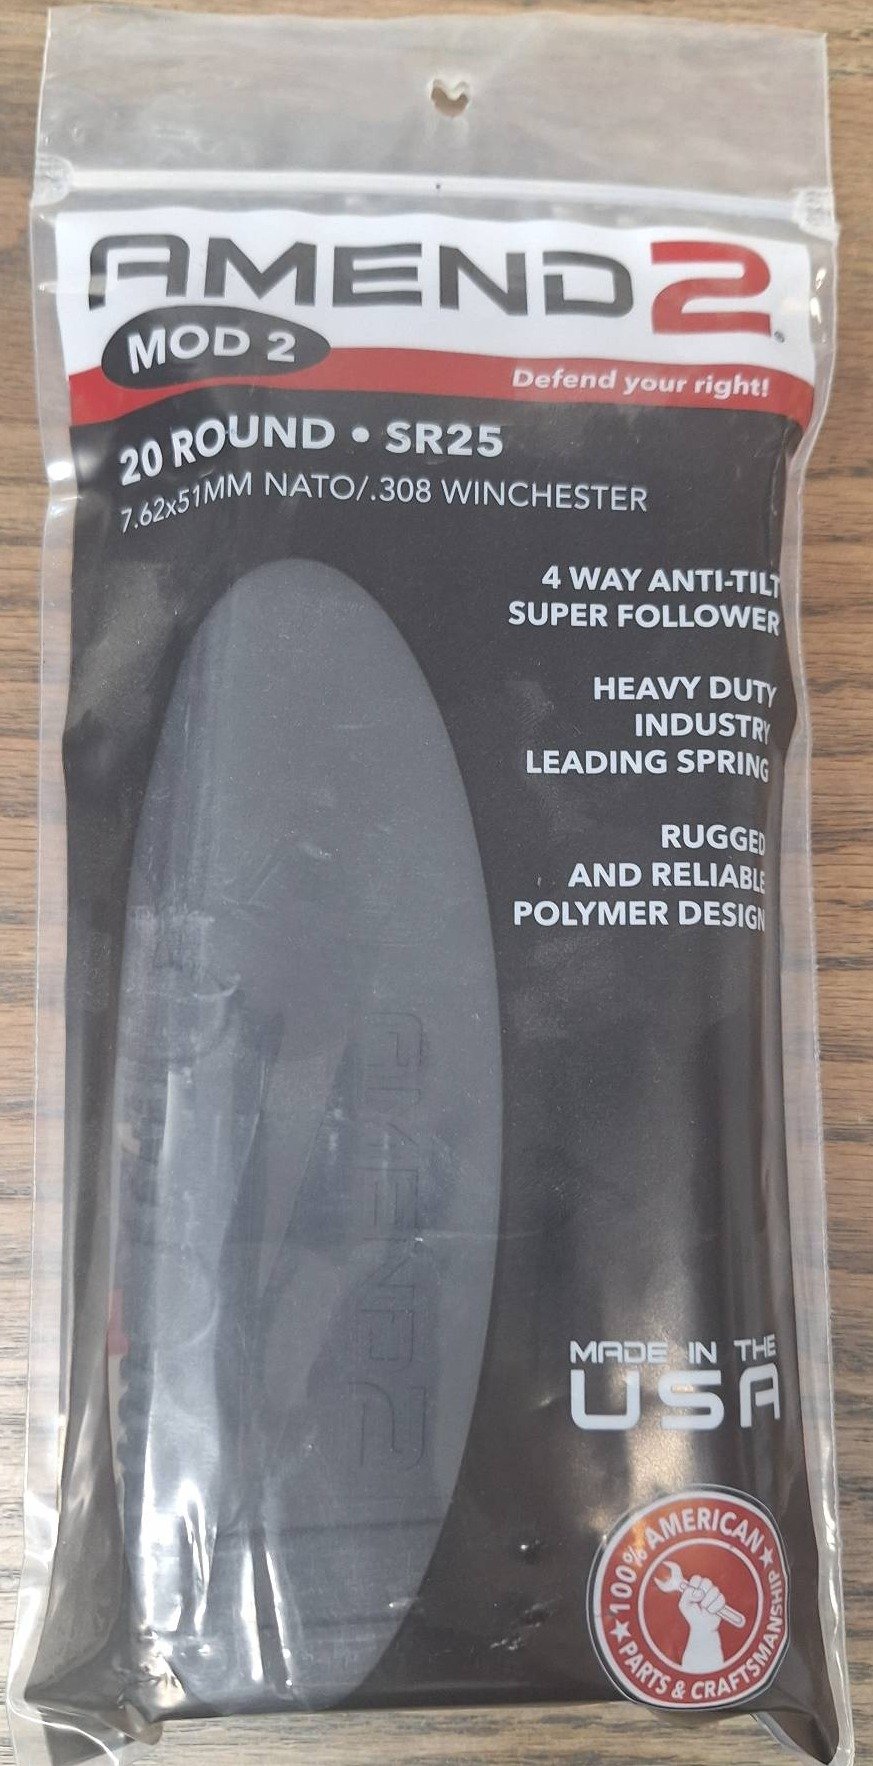 AMEND2
MOD 2
Defend your right!
20 ROUND • SR25
7.62x51MM NATO/.308 WINCHESTER
4 WAY ANTI-TILT
SUPER FOLLOWER
HEAVY DUTY
INDUSTRY
LEADING SPRING
RUGGED
AND RELIABLE
POLYMER DESIGN
AMEND2
MADE IN THE
USA
100% AMERICAN
PARTS & CRAFTSMANSHIP